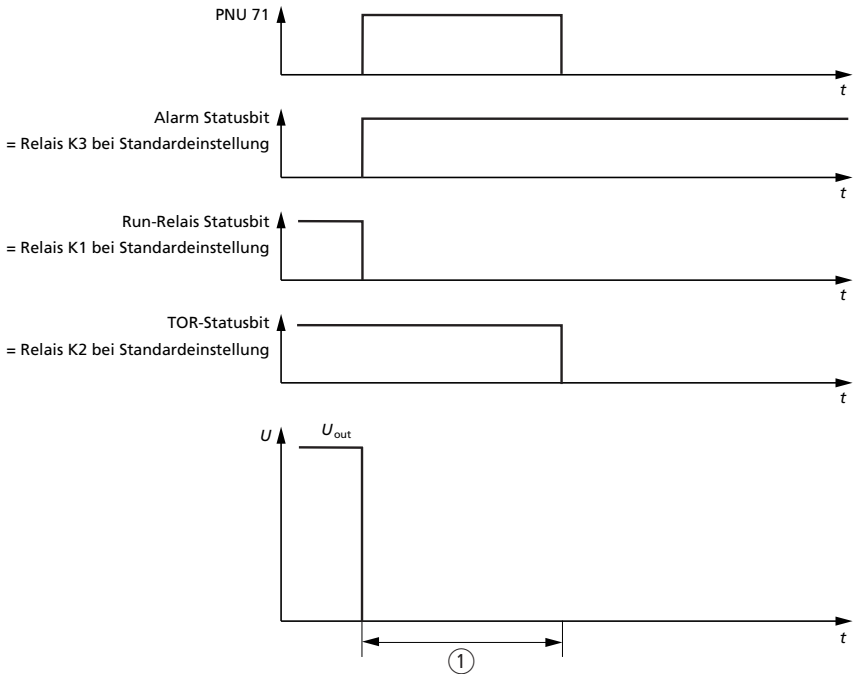 PNU 71
t
Alarm Statusbit
= Relais K3 bei Standardeinstellung
t
Run-Relais Statusbit
= Relais K1 bei Standardeinstellung
t
TOR-Statusbit
= Relais K2 bei Standardeinstellung
t
U
Uout
t
①